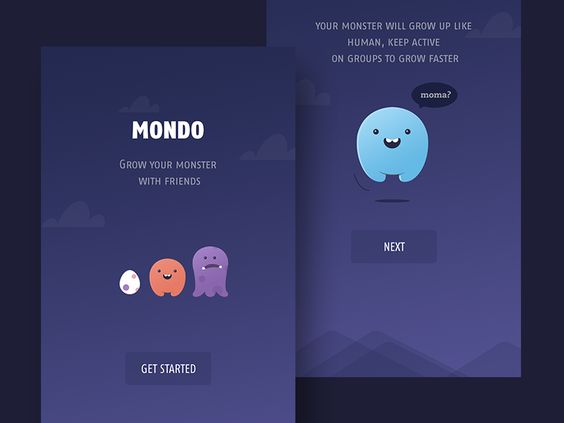 MONDO
GROW YOUR MONSTER
WITH FRIENDS
GET STARTED
YOUR MONSTER WILL GROW UP LIKE
HUMAN, KEEP ACTIVE
ON GROUPS TO GROW FASTER
moma?
NEXT